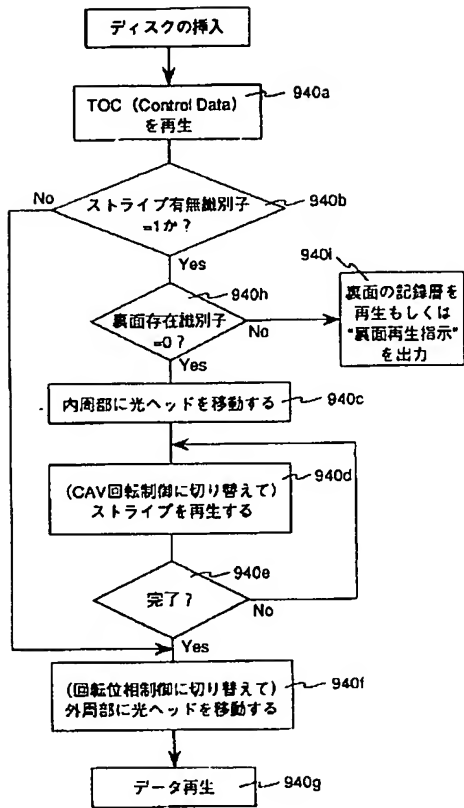 ディスクの挿入
TOC（Control Data）
を再生
940a
No
ストライプ有無識別子
=1か？
940b
Yes
940h
裏面存在識別子
=0？
No
940i
裏面の記録層を
再生もしくは
“裏面再生指示”
を出力
Yes
内周部に光ヘッドを移動する
940c
940d
(CAV回転制御に切り替えて)
ストライプを再生する
940e
完了？
No
Yes
(回転位相制御に切り替えて)
外周部に光ヘッドを移動する
940f
データ再生
940g